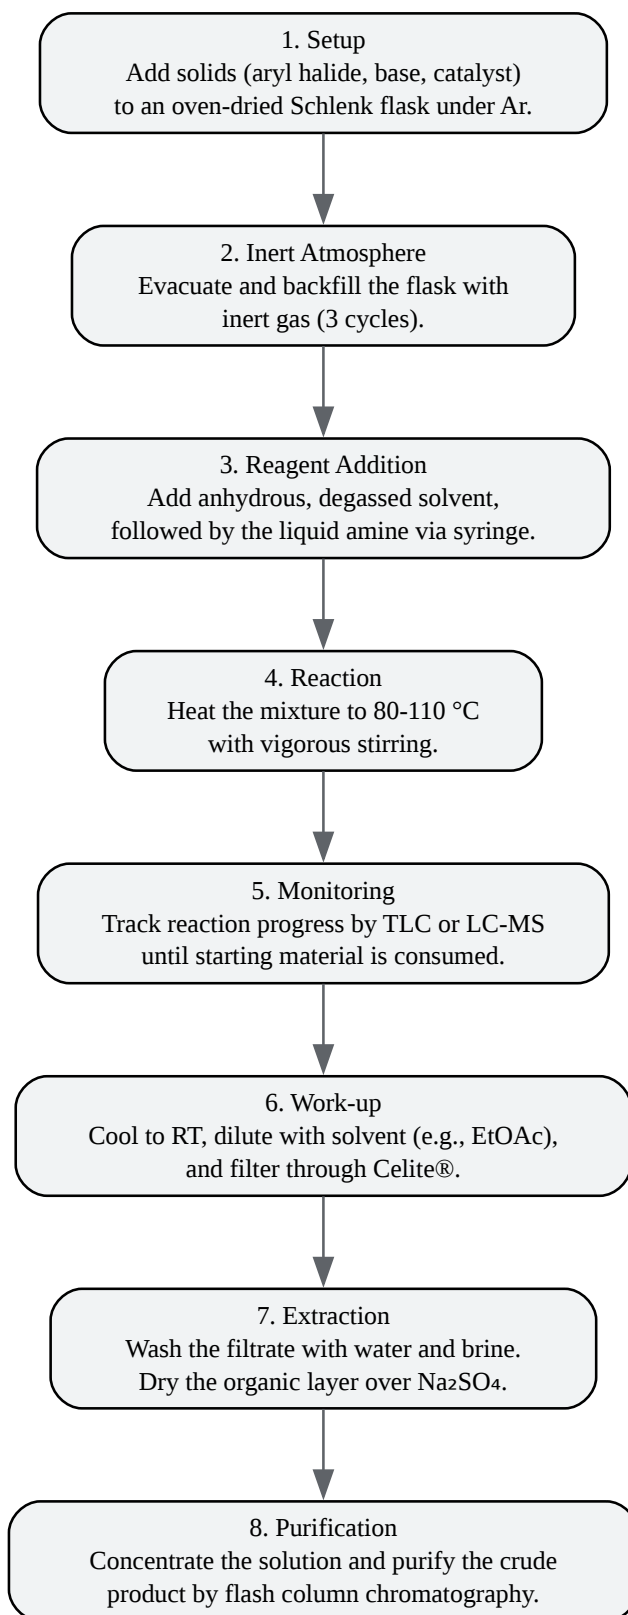 1. Setup
Add solids (aryl halide, base, catalyst)
to an oven-dried Schlenk flask under Ar.
2. Inert Atmosphere
Evacuate and backfill the flask with
inert gas (3 cycles).
3. Reagent Addition
Add anhydrous, degassed solvent,
followed by the liquid amine via syringe.
4. Reaction
Heat the mixture to 80-110 °C
with vigorous stirring.
5. Monitoring
Track reaction progress by TLC or LC-MS
until starting material is consumed.
6. Work-up
Cool to RT, dilute with solvent (e.g., EtOAc),
and filter through Celite®.
7. Extraction
Wash the filtrate with water and brine.
Dry the organic layer over Na₂SO₄.
8. Purification
Concentrate the solution and purify the crude
product by flash column chromatography.